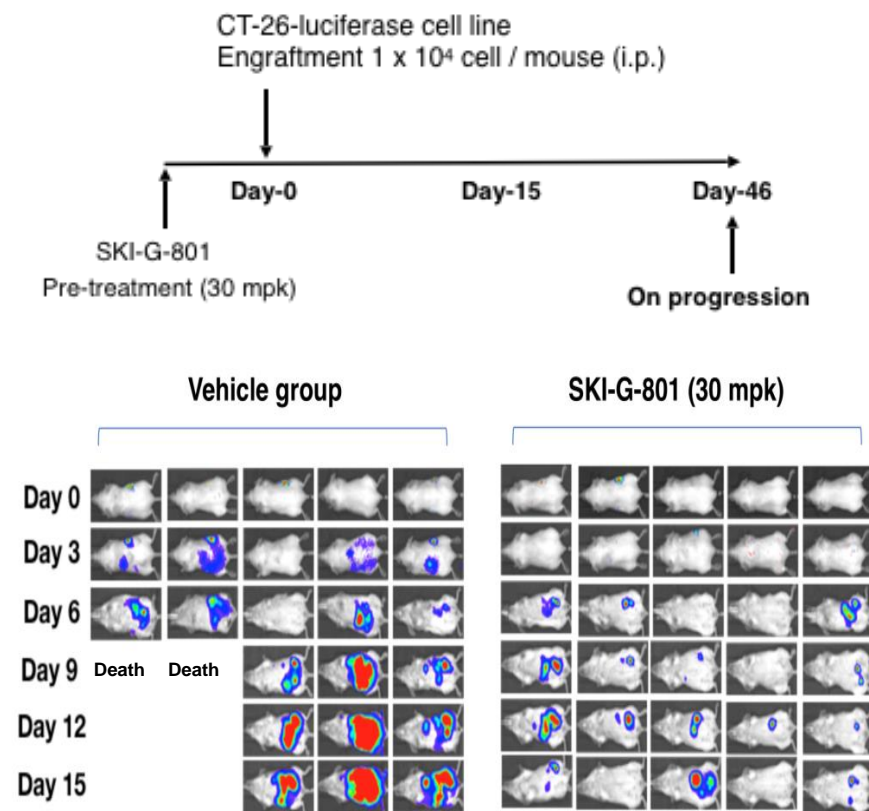 CT-26-luciferase cell line
Engraftment 1 x 10⁴ cell / mouse (i.p.)
Day-0 Day-15 Day-46
SKI-G-801
Pre-treatment (30 mpk)
On progression
Vehicle group SKI-G-801 (30 mpk)
Day 0
Day 3
Day 6
Day 9 Death Death
Day 12
Day 15